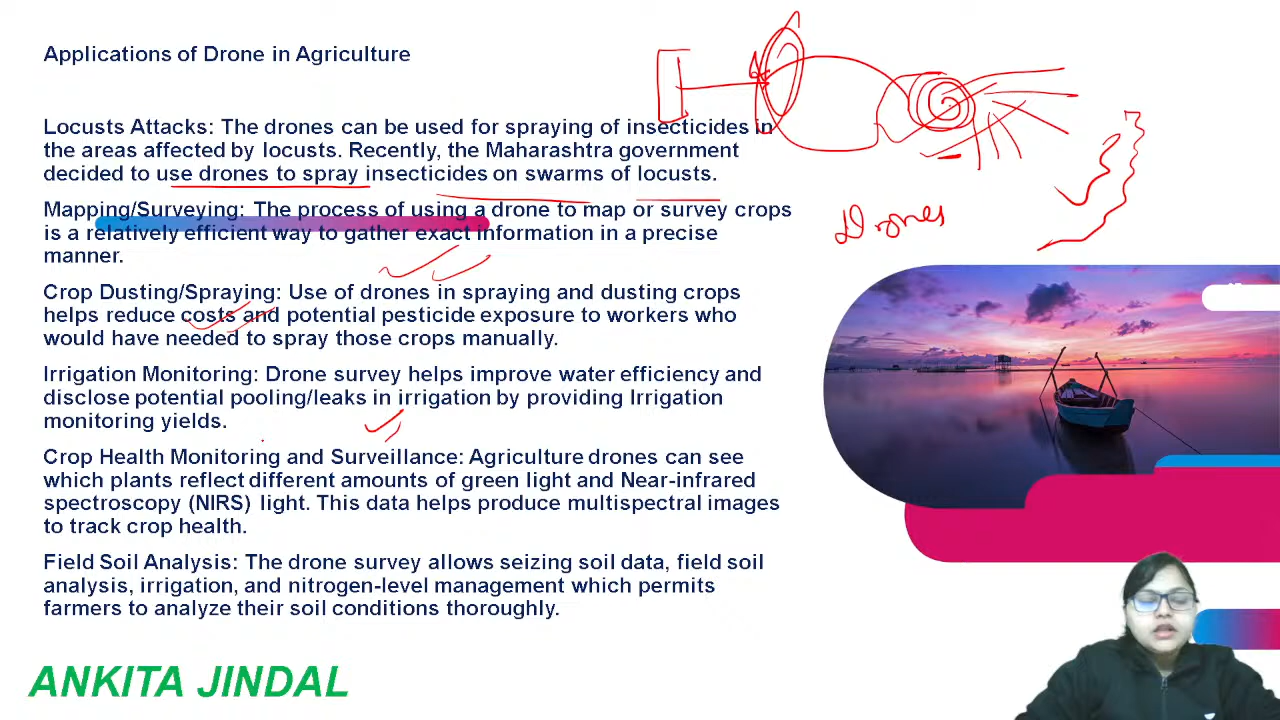 Applications of Drone in Agriculture
Locusts Attacks: The drones can be used for spraying of insecticides in
the areas affected by locusts. Recently, the Maharashtra government
decided to use drones to spray insecticides on swarms of locusts.
Mapping/Surveying: The process of using a drone to map or survey crops
is a relatively efficient way to gather exact information in a precise
manner.
Crop Dusting/Spraying: Use of drones in spraying and dusting crops
helps reduce costs and potential pesticide exposure to workers who
would have needed to spray those crops manually.
Irrigation Monitoring: Drone survey helps improve water efficiency and
disclose potential pooling/leaks in irrigation by providing Irrigation
monitoring yields.
Crop Health Monitoring and Surveillance: Agriculture drones can see
which plants reflect different amounts of green light and Near-infrared
spectroscopy (NIRS) light. This data helps produce multispectral images
to track crop health.
Field Soil Analysis: The drone survey allows seizing soil data, field soil
analysis, irrigation, and nitrogen-level management which permits
farmers to analyze their soil conditions thoroughly.
Drones
ANKITA JINDAL